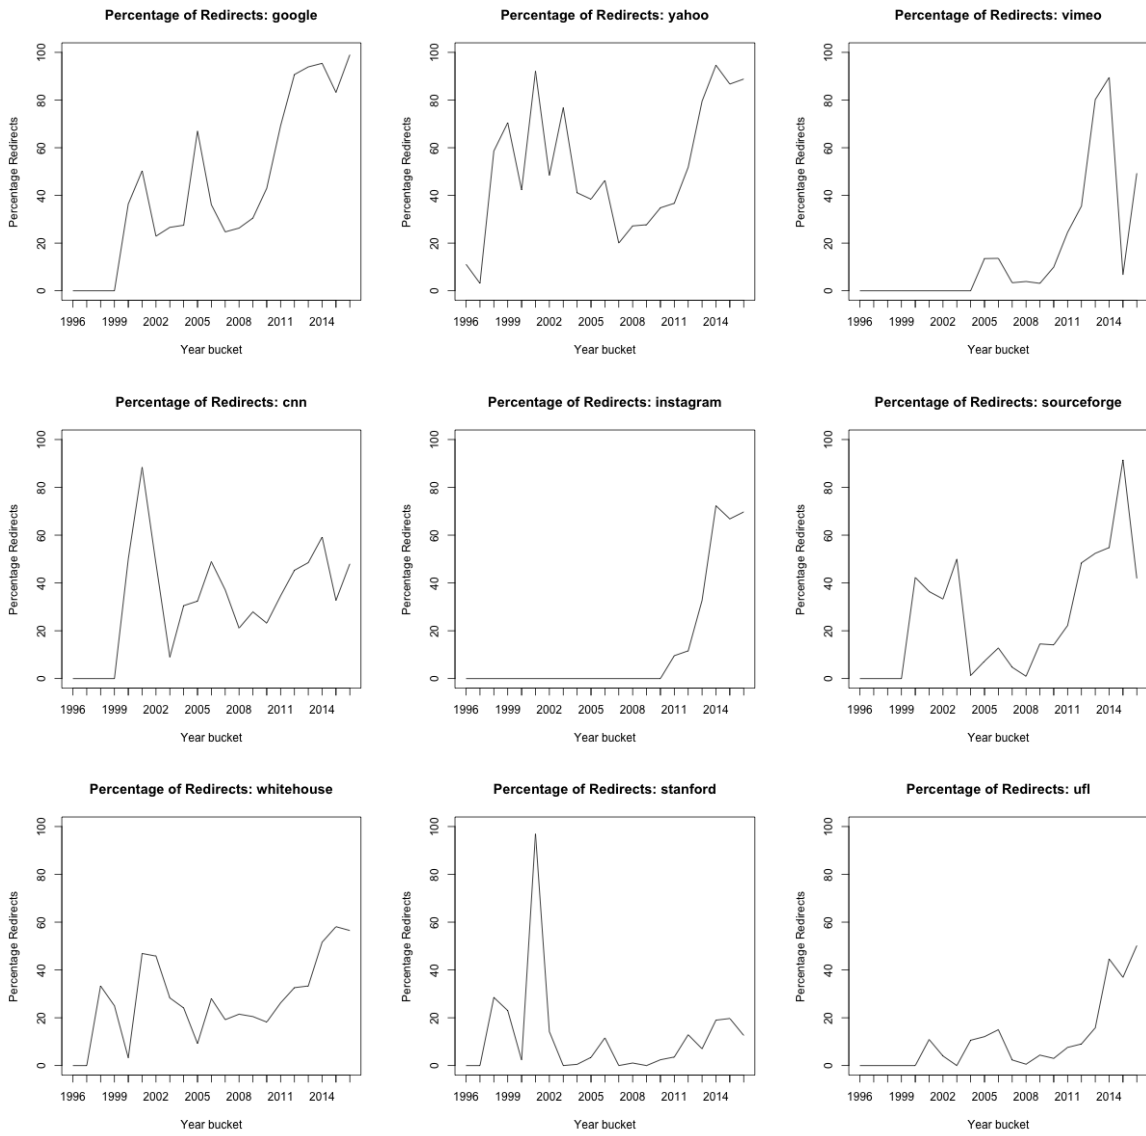 Percentage of Redirects: google
Percentage Redirects
100
80
60
40
20
0
1996 1999 2002 2005 2008 2011 2014
Year bucket
Percentage of Redirects: yahoo
Percentage Redirects
100
80
60
40
20
0
1996 1999 2002 2005 2008 2011 2014
Year bucket
Percentage of Redirects: vimeo
Percentage Redirects
100
80
60
40
20
0
1996 1999 2002 2005 2008 2011 2014
Year bucket
Percentage of Redirects: cnn
Percentage Redirects
100
80
60
40
20
0
1996 1999 2002 2005 2008 2011 2014
Year bucket
Percentage of Redirects: instagram
Percentage Redirects
100
80
60
40
20
0
1996 1999 2002 2005 2008 2011 2014
Year bucket
Percentage of Redirects: sourceforge
Percentage Redirects
100
80
60
40
20
0
1996 1999 2002 2005 2008 2011 2014
Year bucket
Percentage of Redirects: whitehouse
Percentage Redirects
100
80
60
40
20
0
1996 1999 2002 2005 2008 2011 2014
Year bucket
Percentage of Redirects: stanford
Percentage Redirects
100
80
60
40
20
0
1996 1999 2002 2005 2008 2011 2014
Year bucket
Percentage of Redirects: ufl
Percentage Redirects
100
80
60
40
20
0
1996 1999 2002 2005 2008 2011 2014
Year bucket